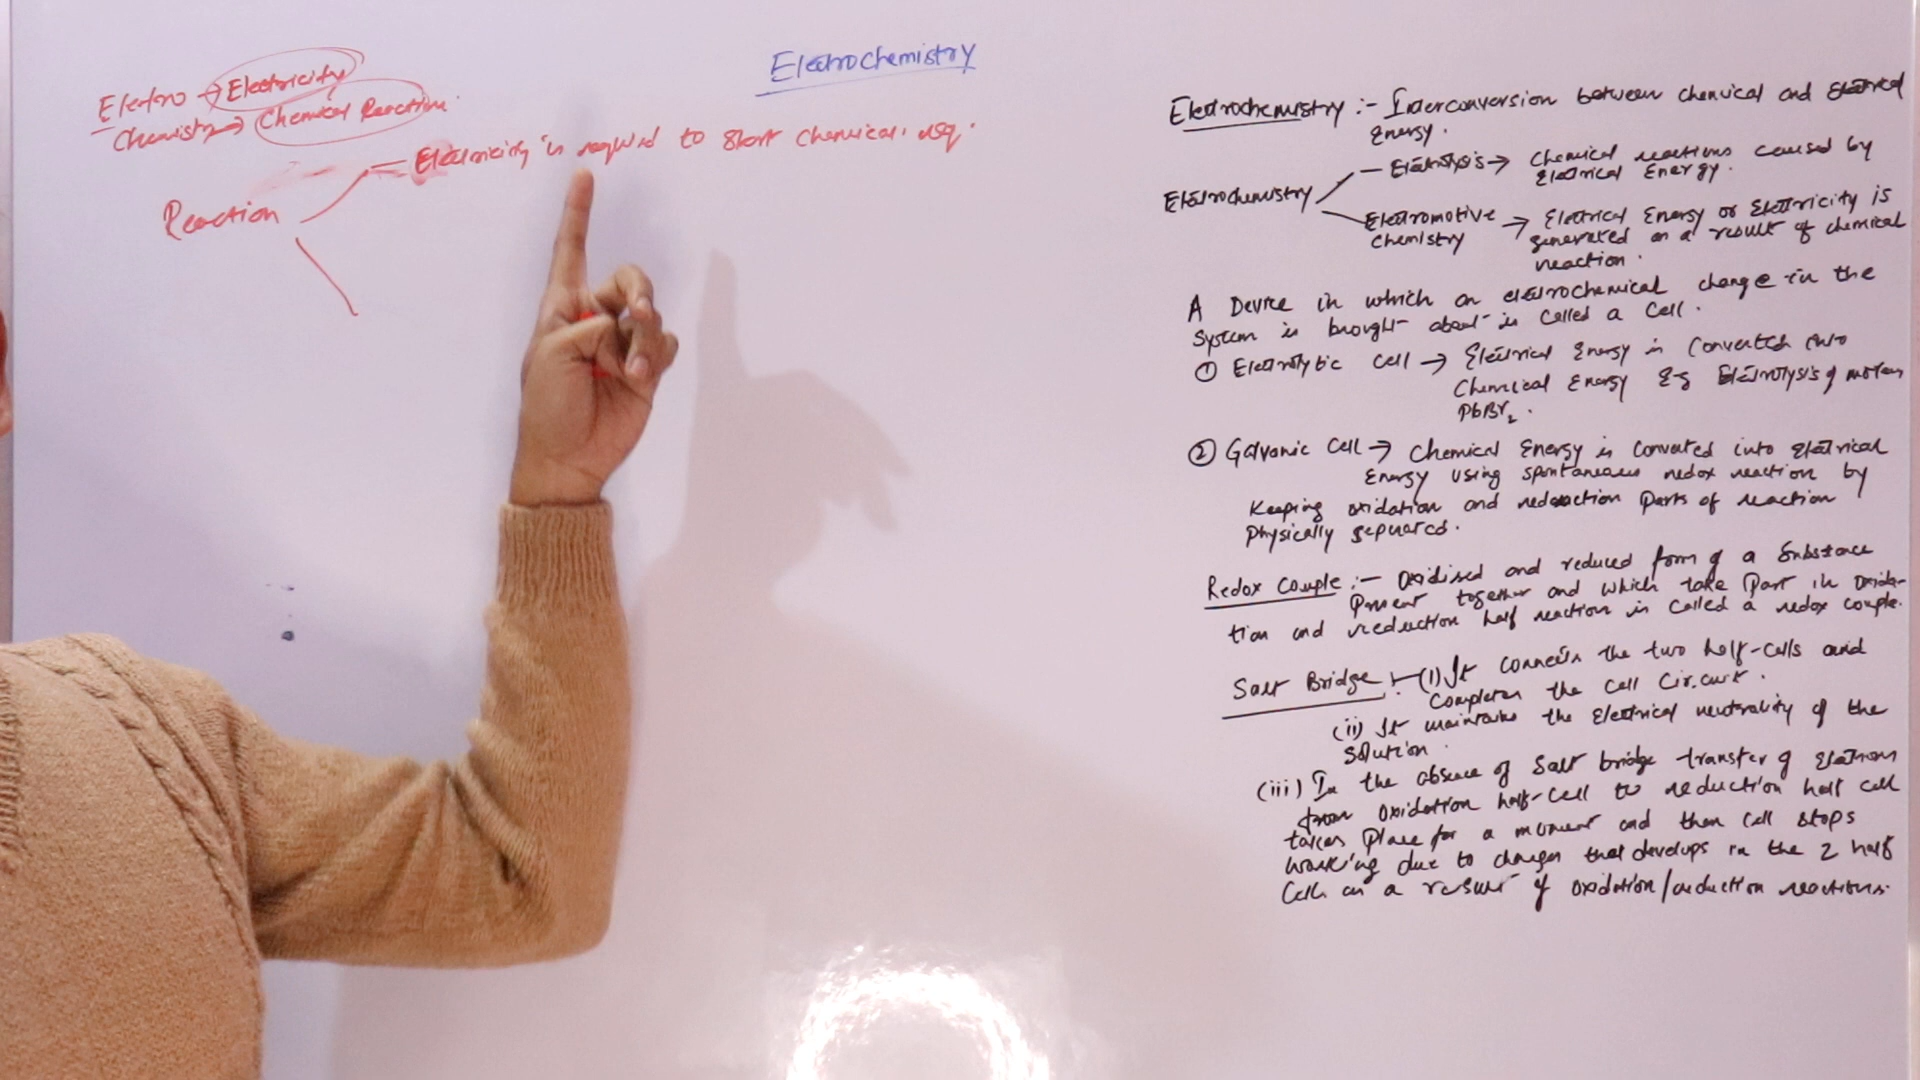 Electrochemistry
Electro → Electricity
Chemistry → Chemical Reaction.
Reaction
Electricity is required to start chemical.
Electrochemistry :- Interconversion between chemical and Electrical
Energy.
Electrochemistry
Electrolysis → Chemical reactions caused by
Electrical Energy.
Electromotive
chemistry
→ Electrical Energy or Electricity is
generated as a result of chemical
reaction.
A Device in which an electrochemical change in the
System is brought about is called a cell.
① Electrolytic cell → Electrical Energy is converted into
Chemical Energy Eg Electrolysis of molten
PbBr₂.
② Galvanic Cell → Chemical Energy is converted into Electrical
Energy using spontaneous redox reaction by
Keeping oxidation and reduction Parts of reaction
Physically separated.
Redox Couple :- Oxidised and reduced form of a Substance
Present together and which take Part in Oxida-
tion and reduction half reaction is called a redox couple.
Salt Bridge :- (i) It connects the two half-cells and
Completes the cell Circuit.
(ii) It maintains the Electrical neutrality of the
Solution.
(iii) In the absence of Salt bridge transfer of Electrons
from Oxidation half-cell to reduction half cell
takes Place for a moment and then cell stops
working due to charges that develops in the 2 half
Cells as a result of oxidation/reduction reactions.